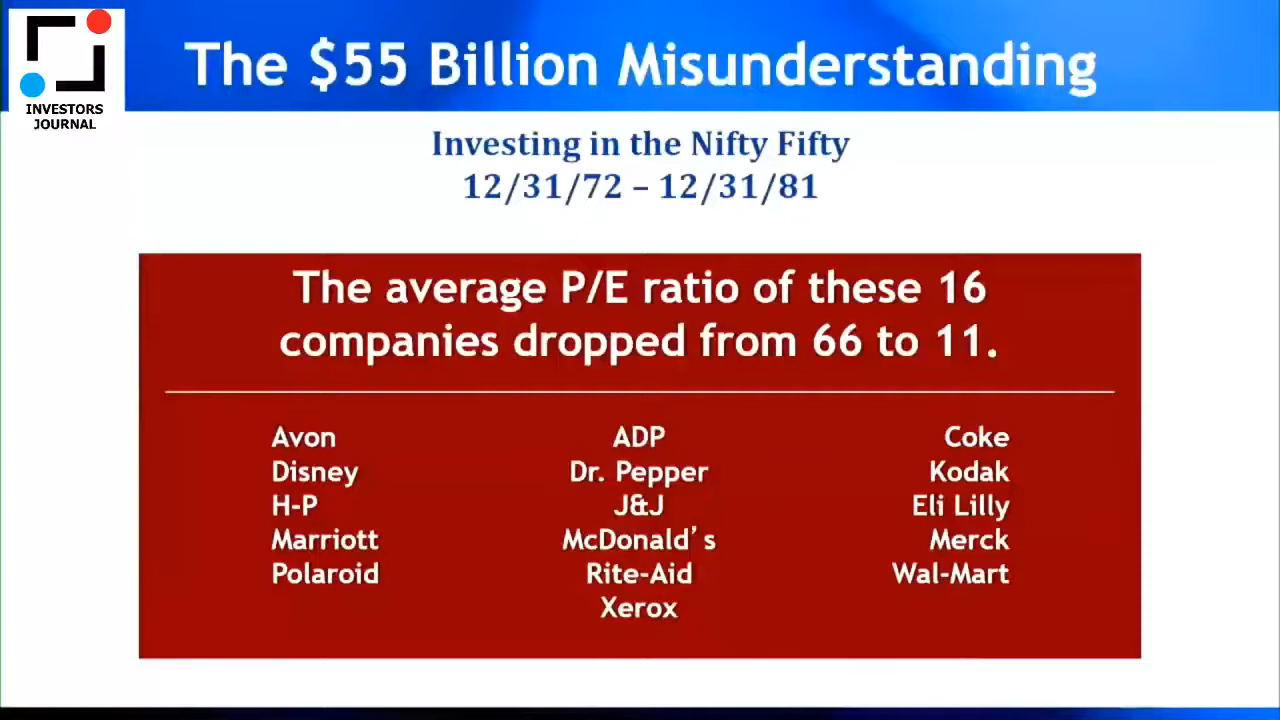 INVESTORS
JOURNAL
The $55 Billion Misunderstanding
Investing in the Nifty Fifty
12/31/72 – 12/31/81
The average P/E ratio of these 16
companies dropped from 66 to 11.
Avon ADP Coke
Disney Dr. Pepper Kodak
H-P J&J Eli Lilly
Marriott McDonald's Merck
Polaroid Rite-Aid Wal-Mart
Xerox